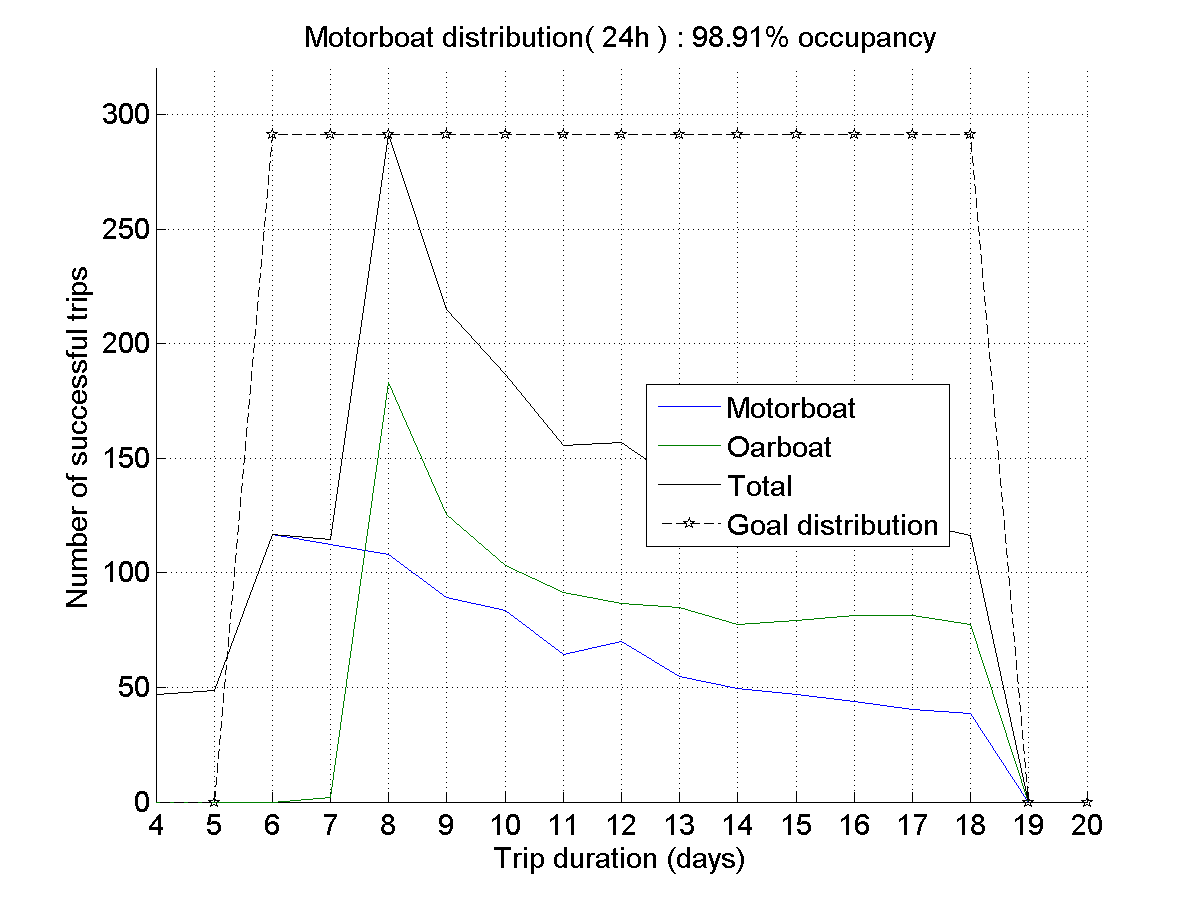 Motorboat distribution( 24h ) : 98.91% occupancy
300
250
200
150
100
50
0
Number of successful trips
Motorboat
Oarboat
Total
Goal distribution
4 5 6 7 8 9 10 11 12 13 14 15 16 17 18 19 20
Trip duration (days)